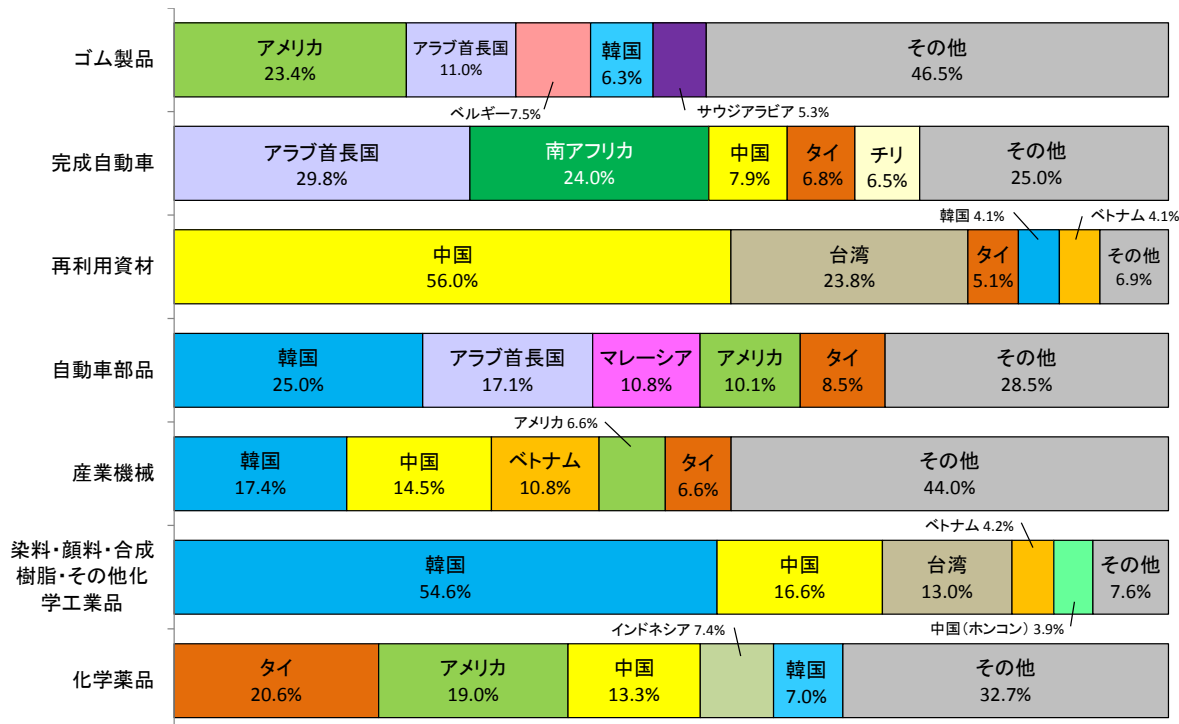 ゴム製品
アメリカ
23.4%
アラブ首長国
11.0%
ベルギー7.5%
韓国
6.3%
サウジアラビア 5.3%
その他
46.5%
完成自動車
アラブ首長国
29.8%
南アフリカ
24.0%
中国
7.9%
タイ
6.8%
チリ
6.5%
その他
25.0%
再利用資材
中国
56.0%
台湾
23.8%
タイ
5.1%
韓国 4.1%
ベトナム 4.1%
その他
6.9%
自動車部品
韓国
25.0%
アラブ首長国
17.1%
マレーシア
10.8%
アメリカ
10.1%
タイ
8.5%
その他
28.5%
産業機械
韓国
17.4%
中国
14.5%
ベトナム
10.8%
アメリカ 6.6%
タイ
6.6%
その他
44.0%
染料・顔料・合成
樹脂・その他化
学工業品
韓国
54.6%
中国
16.6%
台湾
13.0%
ベトナム 4.2%
中国(ホンコン) 3.9%
その他
7.6%
化学薬品
タイ
20.6%
アメリカ
19.0%
中国
13.3%
インドネシア 7.4%
韓国
7.0%
その他
32.7%